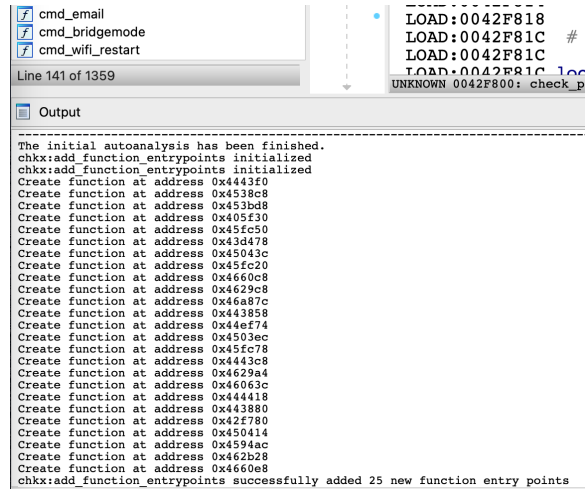 cmd_email
cmd_bridgemode
cmd_wifi_restart
Line 141 of 1359
LOAD:0042F818
LOAD:0042F81C #
LOAD:0042F81C
LOAD:0042F81C loc
UNKNOWN 0042F800: check_p
Output
The initial autoanalysis has been finished.
chkx:add_function_entrypoints initialized
chkx:add_function_entrypoints initialized
Create function at address 0x4443f0
Create function at address 0x4538c8
Create function at address 0x453bd8
Create function at address 0x405f30
Create function at address 0x45fc50
Create function at address 0x43d478
Create function at address 0x45043c
Create function at address 0x45fc20
Create function at address 0x4660c8
Create function at address 0x4629c8
Create function at address 0x46a87c
Create function at address 0x443858
Create function at address 0x44ef74
Create function at address 0x4503ec
Create function at address 0x45fc78
Create function at address 0x4443c8
Create function at address 0x4629a4
Create function at address 0x46063c
Create function at address 0x444418
Create function at address 0x443880
Create function at address 0x42f780
Create function at address 0x450414
Create function at address 0x4594ac
Create function at address 0x462b28
Create function at address 0x4660e8
chkx:add_function_entrypoints successfully added 25 new function entry points